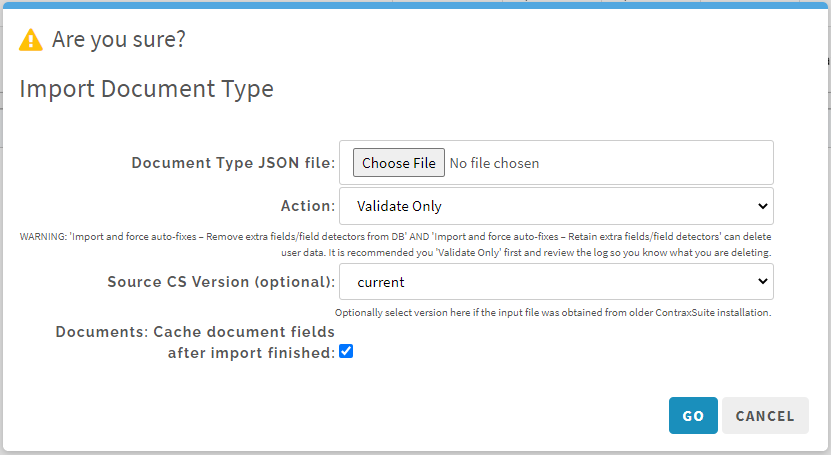 Are you sure?
Import Document Type
Document Type JSON file: Choose File No file chosen
Action: Validate Only
WARNING: 'Import and force auto-fixes – Remove extra fields/field detectors from DB' AND 'Import and force auto-fixes – Retain extra fields/field detectors' can delete
user data. It is recommended you 'Validate Only' first and review the log so you know what you are deleting.
Source CS Version (optional): current
Optionally select version here if the input file was obtained from older ContraxSuite installation.
Documents: Cache document fields
after import finished:
GO CANCEL